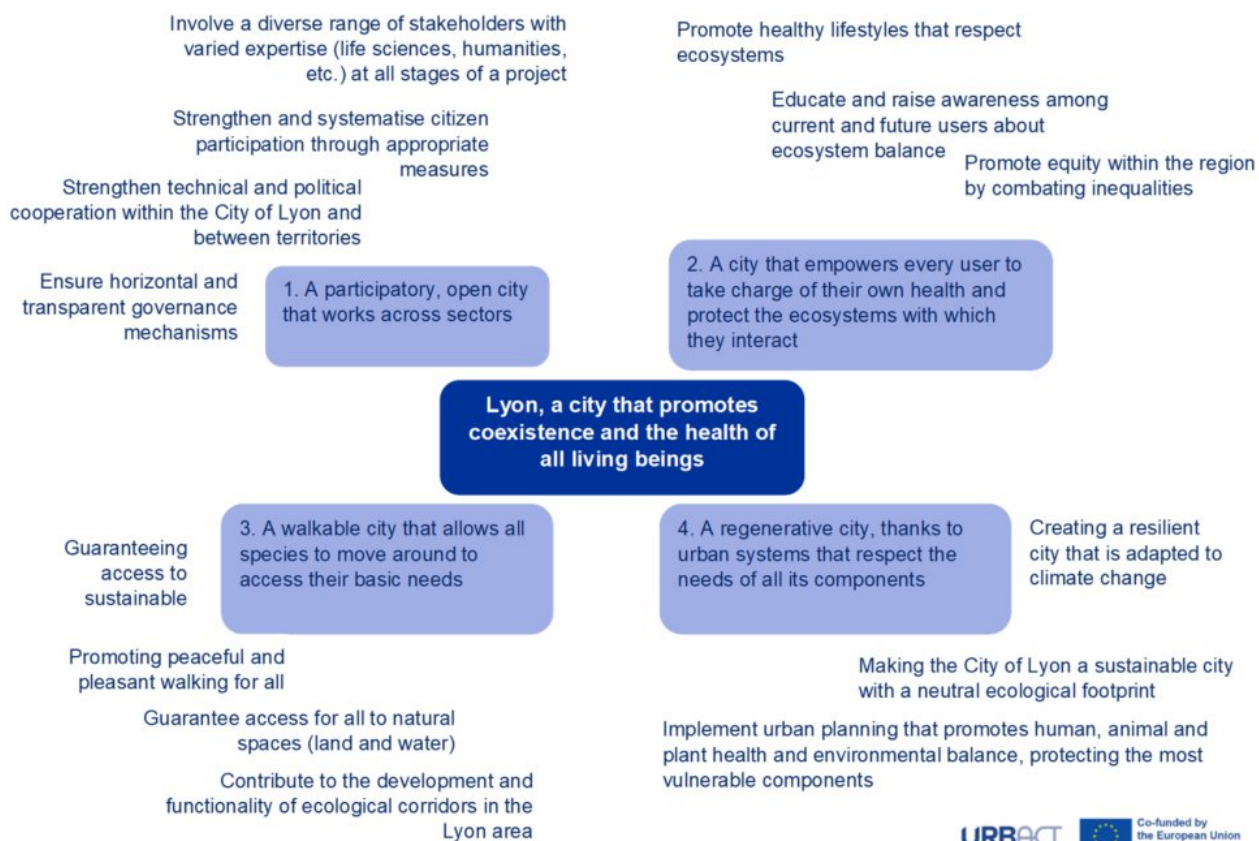 Involve a diverse range of stakeholders with
varied expertise (life sciences, humanities,
etc.) at all stages of a project
Strengthen and systematise citizen
participation through appropriate
measures
Strengthen technical and political
cooperation within the City of Lyon and
between territories
Ensure horizontal and
transparent governance
mechanisms
1. A participatory, open city
that works across sectors
Promote healthy lifestyles that respect
ecosystems
Educate and raise awareness among
current and future users about
ecosystem balance
Promote equity within the region
by combating inequalities
2. A city that empowers every user to
take charge of their own health and
protect the ecosystems with which
they interact
Lyon, a city that promotes
coexistence and the health of
all living beings
3. A walkable city that allows all
species to move around to
access their basic needs
Guaranteeing
access to
sustainable
Promoting peaceful and
pleasant walking for all
Guarantee access for all to natural
spaces (land and water)
Contribute to the development and
functionality of ecological corridors in the
Lyon area
4. A regenerative city, thanks to
urban systems that respect the
needs of all its components
Creating a resilient
city that is adapted to
climate change
Making the City of Lyon a sustainable city
with a neutral ecological footprint
Implement urban planning that promotes human, animal and
plant health and environmental balance, protecting the most
vulnerable components
URBACT
Co-funded by
the European Union